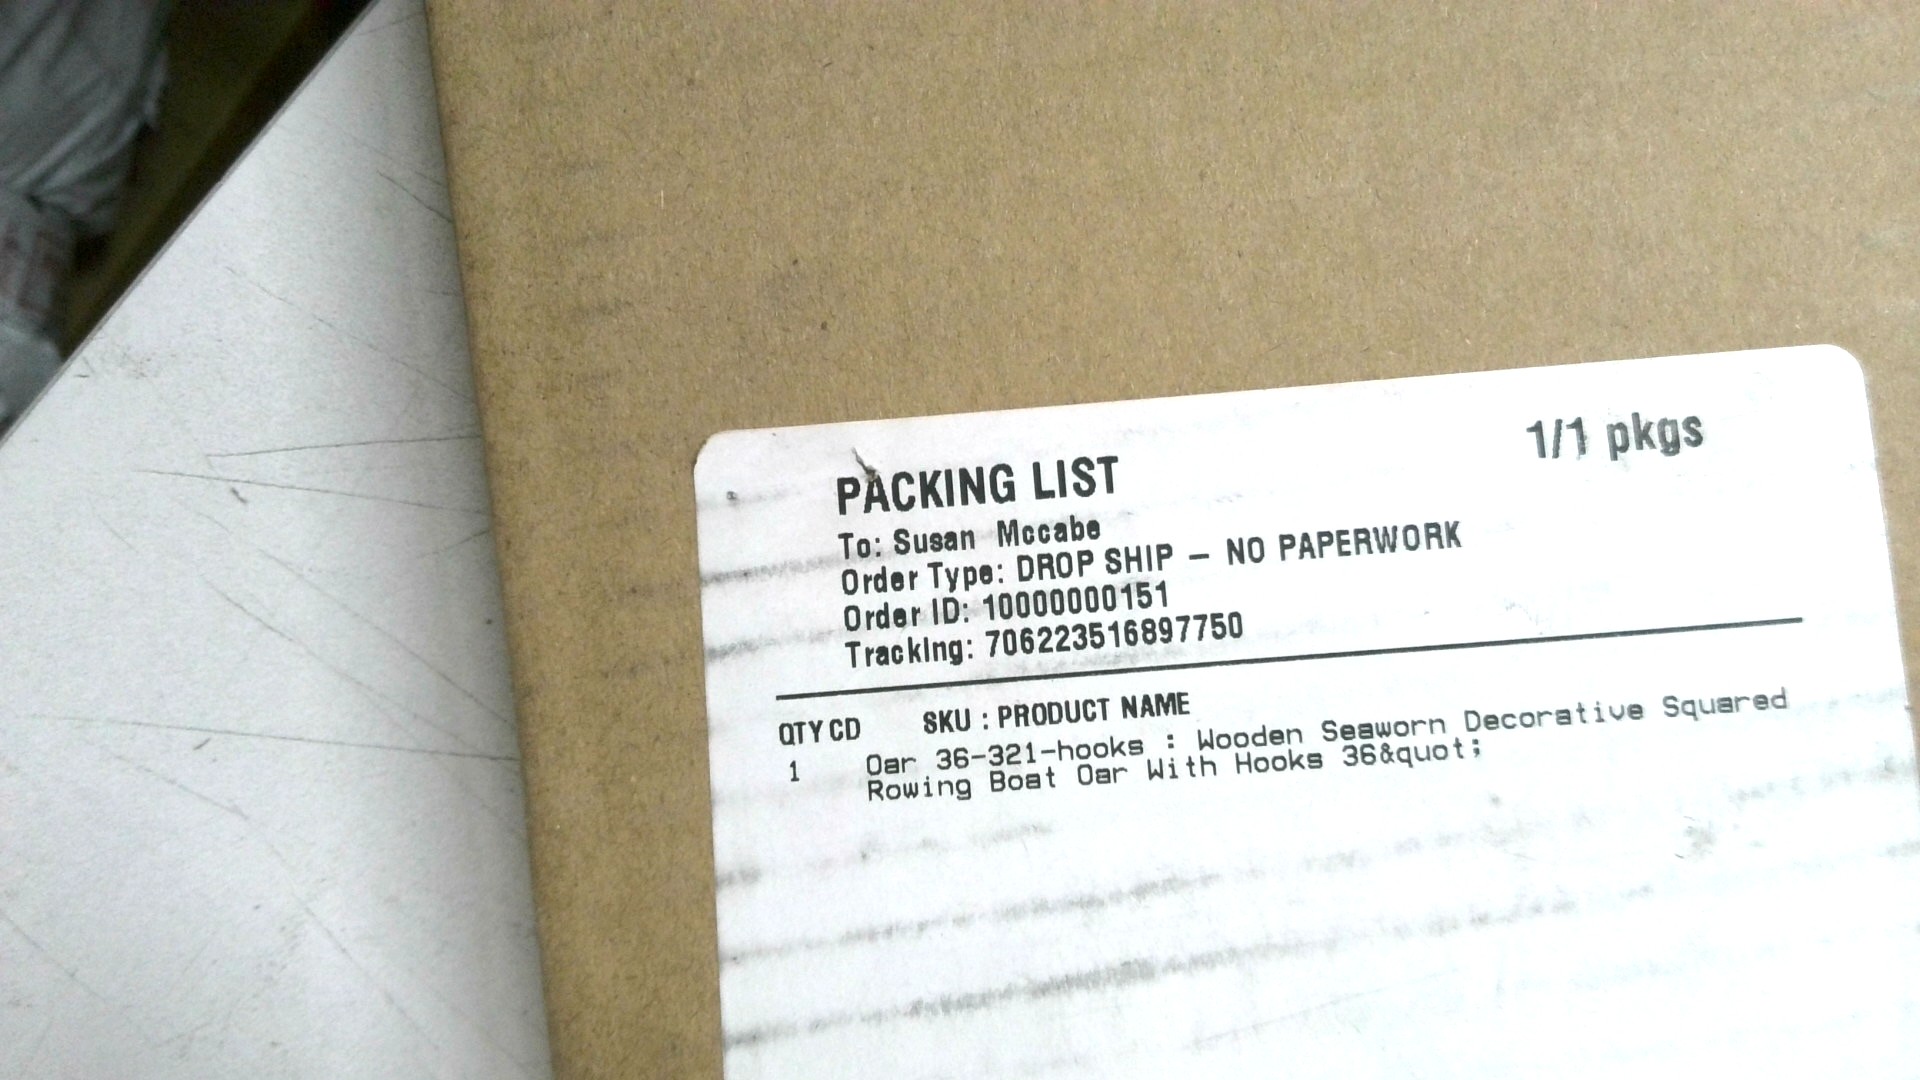 1/1 pkgs
PACKING LIST
To: Susan Mccabe
Order Type: DROP SHIP – NO PAPERWORK
Order ID: 10000000151
Tracking: 706223516897750
QTY CD SKU : PRODUCT NAME
1 Oar 36-321-hooks : Wooden Seaworn Decorative Squared
Rowing Boat Oar With Hooks 36&quot;